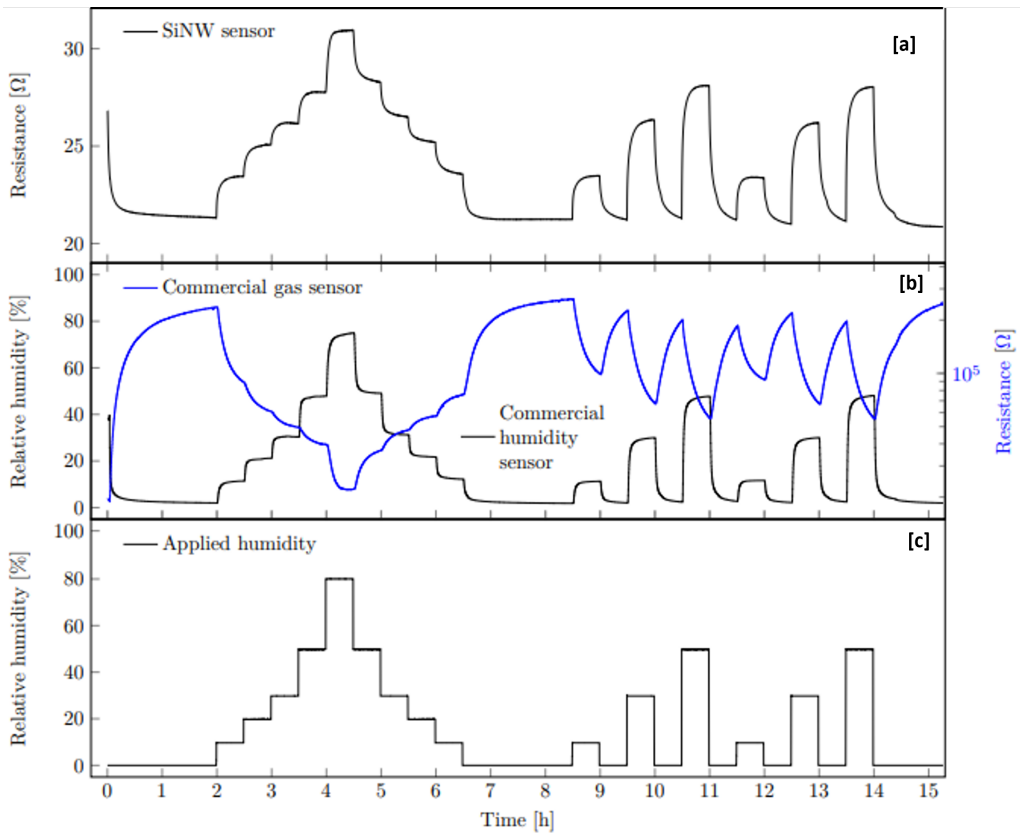 SiNW sensor
[a]
Resistance [Ω]
30
25
20
Commercial gas sensor
[b]
Relative humidity [%]
100
80
60
40
20
0
Commercial
humidity
sensor
10⁵
Resistance [Ω]
Applied humidity
[c]
Relative humidity [%]
100
80
60
40
20
0
0 1 2 3 4 5 6 7 8 9 10 11 12 13 14 15
Time [h]